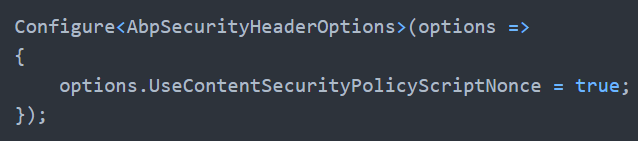 Configure<AbpSecurityHeaderOptions>(options =>
{
    options.UseContentSecurityPolicyScriptNonce = true;
});